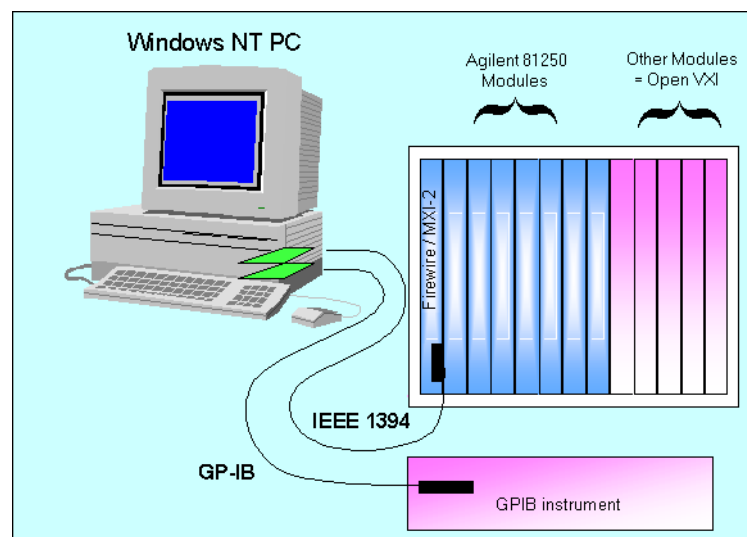 Windows NT PC
Agilent 81250
Modules
Other Modules
= Open VXI
Firewire / MXI-2
IEEE 1394
GP-IB
GPIB instrument